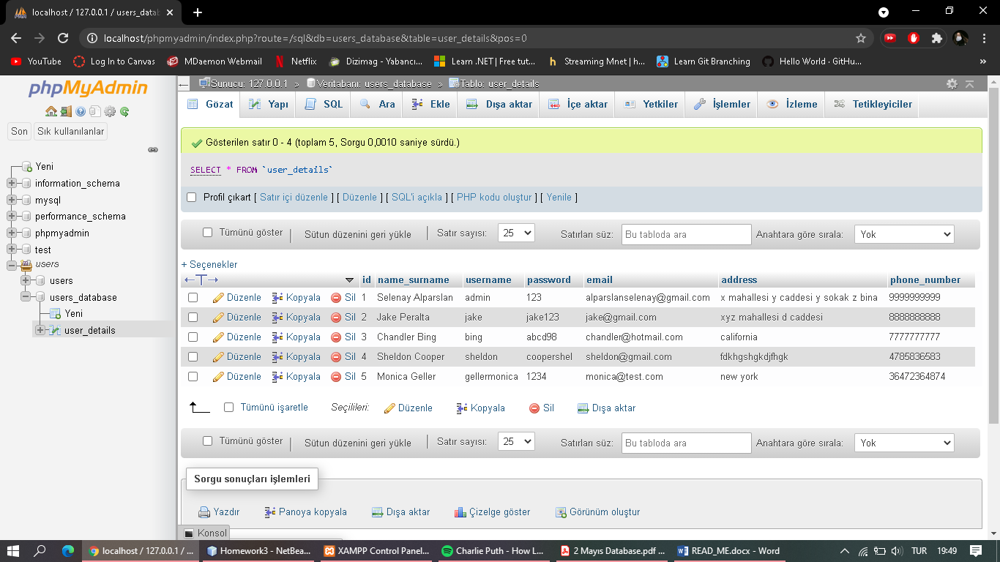 localhost / 127.0.0.1 / users_datab
localhost/phpmyadmin/index.php?route=/sql&db=users_database&table=user_details&pos=0
YouTube Log In to Canvas MDaemon Webmail Netflix Dizimag - Yabancı... Learn .NET | Free tut... Streaming Mnet | h... Learn Git Branching Hello World · GitHu... »
phpMyAdmin
Son Sık kullanılanlar
Yeni
information_schema
mysql
performance_schema
phpmyadmin
test
users
users
users_database
Yeni
user_details
Sunucu: 127.0.0.1 » Veritabanı: users_database » Tablo: user_details
Gözat Yapı SQL Ara Ekle Dışa aktar İçe aktar Yetkiler İşlemler İzleme Tetikleyiciler
Gösterilen satır 0 - 4 (toplam 5, Sorgu 0,0010 saniye sürdü.)
SELECT * FROM `user_details`
Profil çıkart [ Satır içi düzenle ] [ Düzenle ] [ SQL'i açıkla ] [ PHP kodu oluştur ] [ Yenile ]
Tümünü göster | Sütun düzenini geri yükle | Satır sayısı: 25 Satırları süz: Bu tabloda ara Anahtara göre sırala: Yok
+ Seçenekler
←T→ id name_surname username password email address phone_number
Düzenle Kopyala Sil 1 Selenay Alparslan admin 123 alparslanselenay@gmail.com x mahallesi y caddesi y sokak z bina 9999999999
Düzenle Kopyala Sil 2 Jake Peralta jake jake123 jake@gmail.com xyz mahallesi d caddesi 8888888888
Düzenle Kopyala Sil 3 Chandler Bing bing abcd98 chandler@hotmail.com california 7777777777
Düzenle Kopyala Sil 4 Sheldon Cooper sheldon coopershel sheldon@gmail.com fdkhgshgkdjfhgk 4785836583
Düzenle Kopyala Sil 5 Monica Geller gellermonica 1234 monica@test.com new york 36472364874
Tümünü işaretle Seçilileri: Düzenle Kopyala Sil Dışa aktar
Tümünü göster | Sütun düzenini geri yükle | Satır sayısı: 25 Satırları süz: Bu tabloda ara Anahtara göre sırala: Yok
Sorgu sonuçları işlemleri
Yazdır Panoya kopyala Dışa aktar Çizelge göster Görünüm oluştur
Konsol
localhost / 127.0.0.1 / ... Homework3 - NetBea... XAMPP Control Panel... Charlie Puth - How L... 2 Mayıs Database.pdf ... READ_ME.docx - Word TUR 19:49